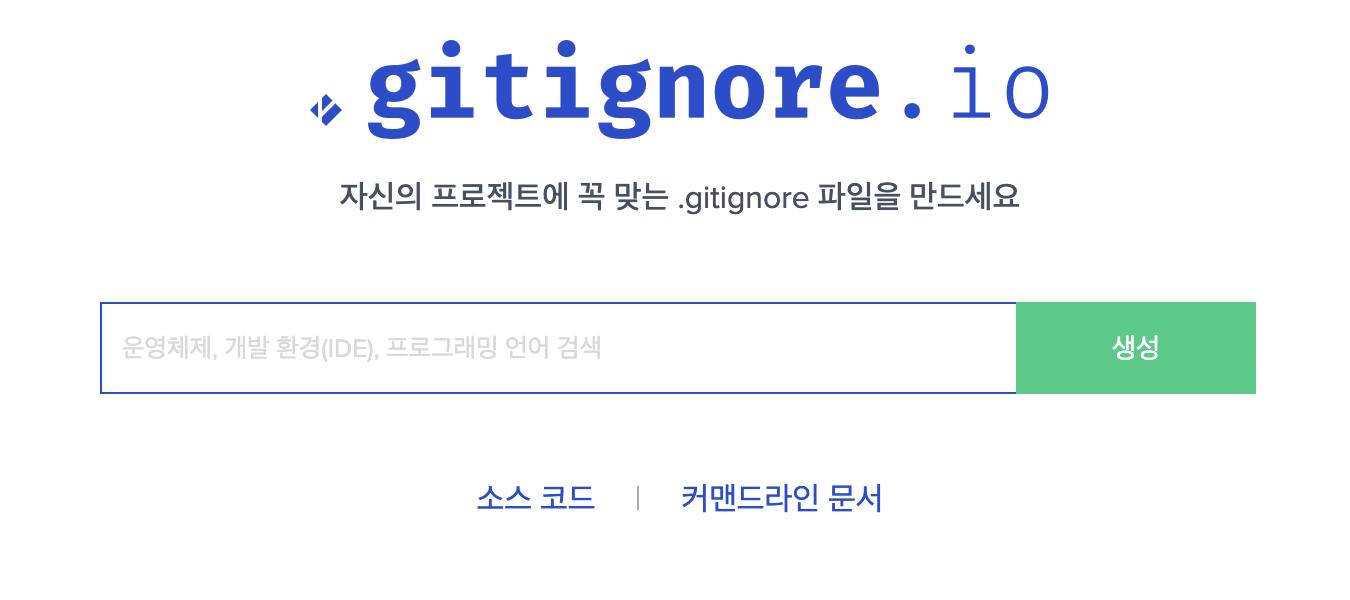 gitignore.io
자신의 프로젝트에 꼭 맞는 .gitignore 파일을 만드세요
운영체제, 개발 환경(IDE), 프로그래밍 언어 검색
생성
소스 코드 | 커맨드라인 문서